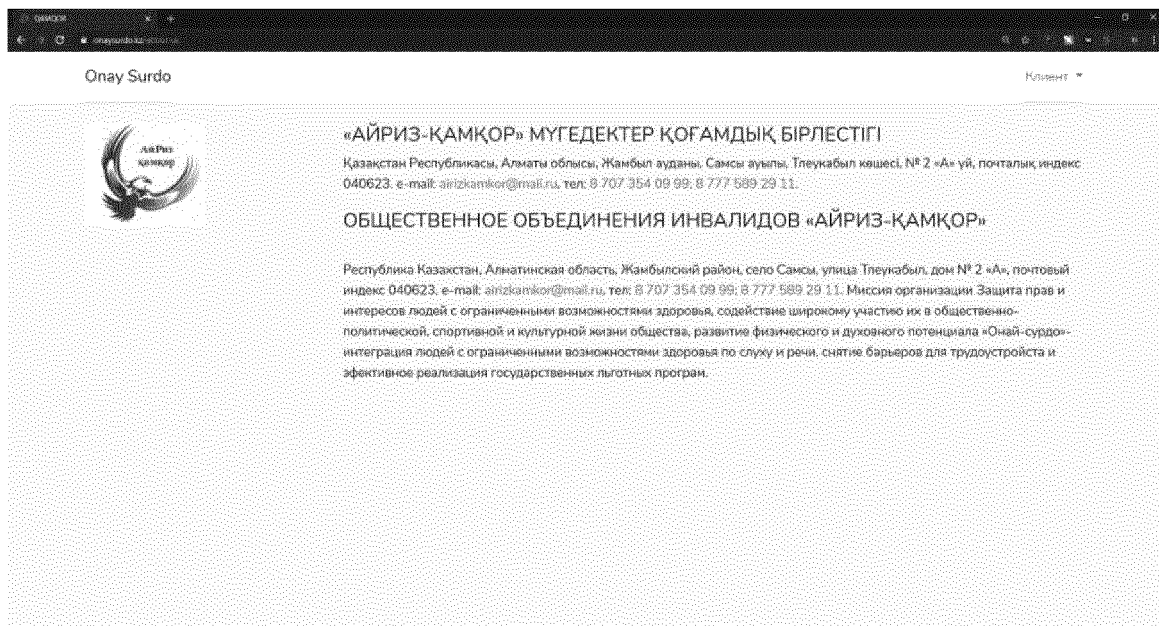 ҚАМҚОР
onaysurdo.kz
Onay Surdo
Клиент
АйРиз
қамқор
«АЙРИЗ-ҚАМҚОР» МҮГЕДЕКТЕР ҚОҒАМДЫҚ БІРЛЕСТІГІ
Қазақстан Республикасы, Алматы облысы, Жамбыл ауданы, Самсы ауылы, Тлеукабыл көшесі, № 2 «А» үй, почталық индекс
040623. e-mail: airizkamkor@mail.ru, тел: 8 707 354 09 99; 8 777 589 29 11.
ОБЩЕСТВЕННОЕ ОБЪЕДИНЕНИЯ ИНВАЛИДОВ «АЙРИЗ-ҚАМҚОР»
Республика Казахстан, Алматинская область, Жамбылский район, село Самсы, улица Тлеукабыл, дом № 2 «А», почтовый
индекс 040623. e-mail: airizkamkor@mail.ru, тел: 8 707 354 09 99; 8 777 589 29 11. Миссия организации Защита прав и
интересов людей с ограниченными возможностями здоровья, содействие широкому участию их в общественно-
политической, спортивной и культурной жизни общества, развитие физического и духовного потенциала «Онай-сурдо»-
интеграция людей с ограниченными возможностями здоровья по слуху и речи, снятие барьеров для трудоустройста и
эфективное реализация государственных льготных програм.